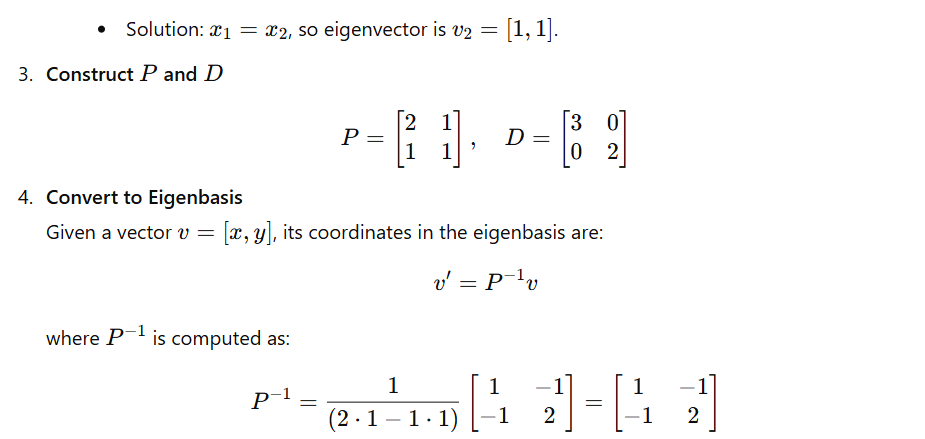 • Solution: $x_1 = x_2$, so eigenvector is $v_2 = [1, 1]$.
3. Construct $P$ and $D$
$P = \begin{bmatrix} 2 & 1 \\ 1 & 1 \end{bmatrix}, \quad D = \begin{bmatrix} 3 & 0 \\ 0 & 2 \end{bmatrix}$
4. Convert to Eigenbasis
Given a vector $v = [x, y]$, its coordinates in the eigenbasis are:
$v' = P^{-1}v$
where $P^{-1}$ is computed as:
$P^{-1} = \frac{1}{(2 \cdot 1 - 1 \cdot 1)} \begin{bmatrix} 1 & -1 \\ -1 & 2 \end{bmatrix} = \begin{bmatrix} 1 & -1 \\ -1 & 2 \end{bmatrix}$